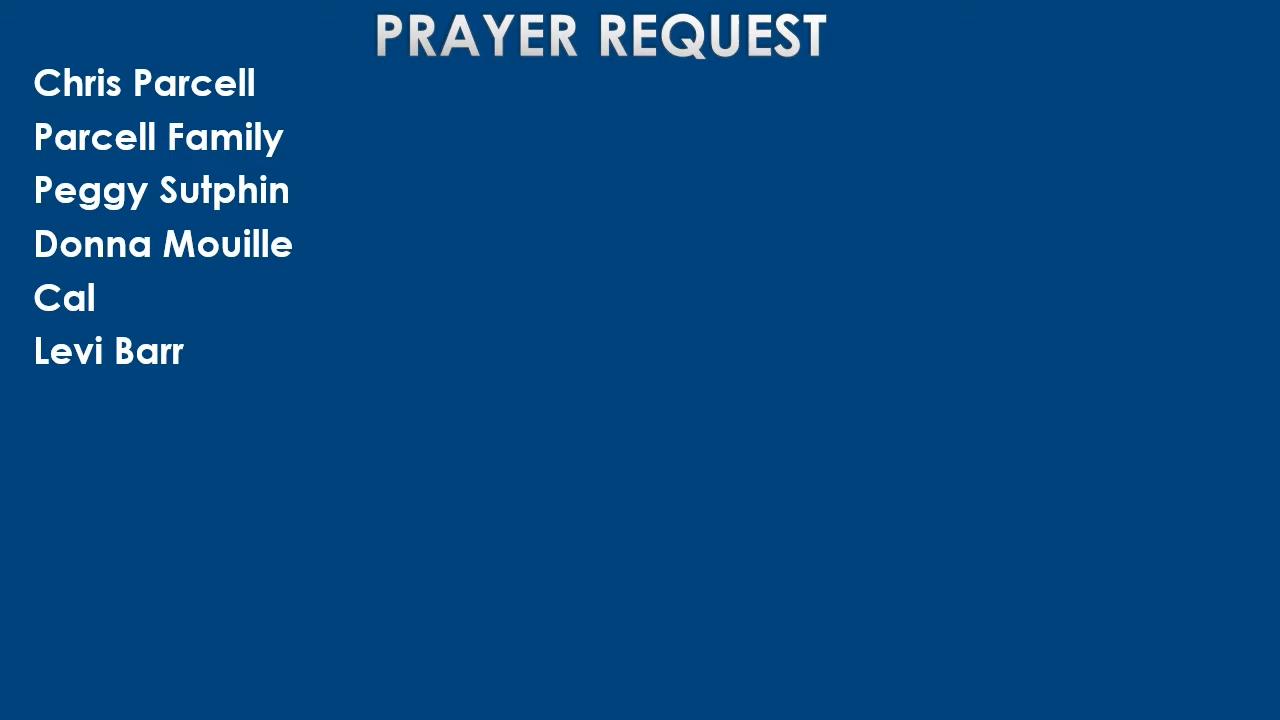 PRAYER REQUEST
Chris Parcell
Parcell Family
Peggy Sutphin
Donna Mouille
Cal
Levi Barr